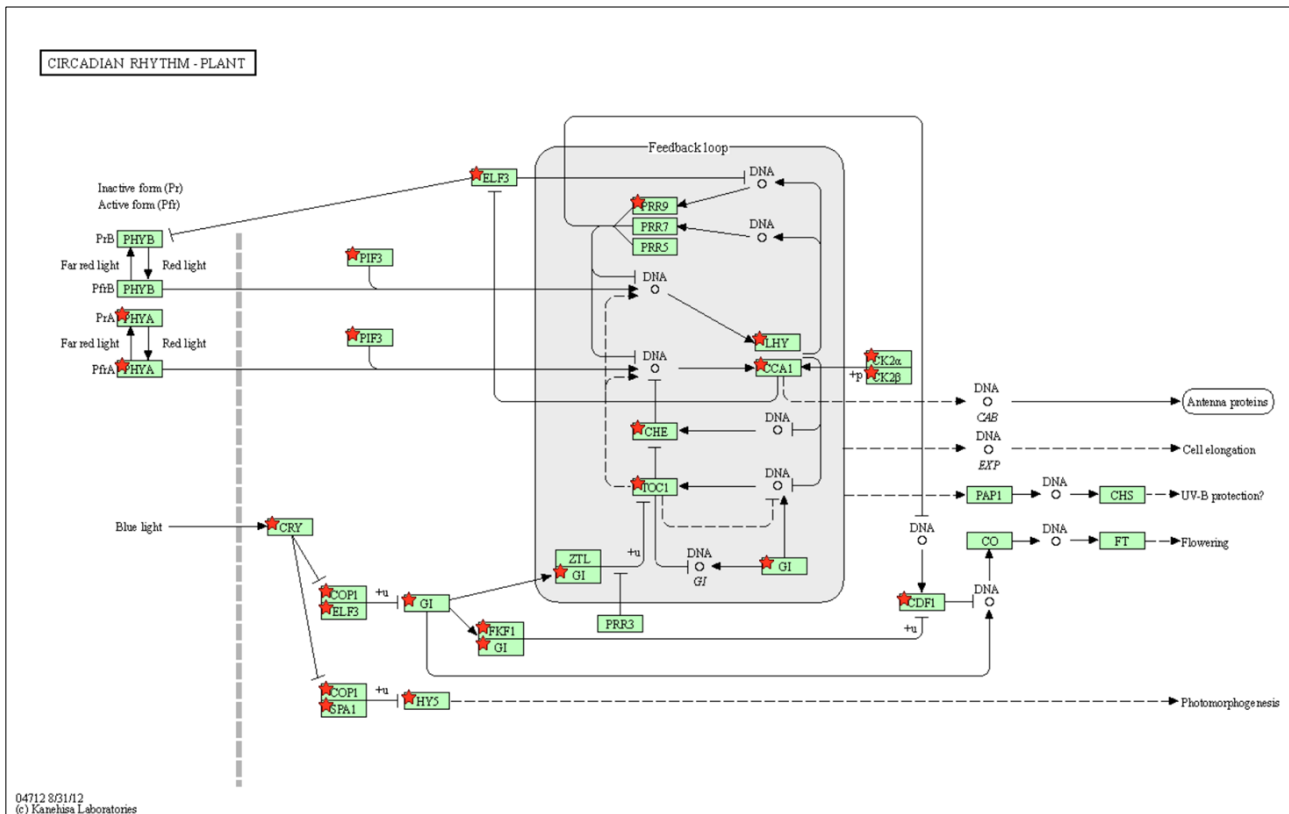 CIRCADIAN RHYTHM - PLANT
Feedback loop
ELF3
DNA
Inactive form (Pr)
Active form (Pfr)
PRR9
PRR7
DNA
PRR5
PrB
PHYB
Far red light
Red light
PIF3
PfrB
PHYB
DNA
PrA
PHYA
Far red light
Red light
PIF3
LHY
PfrA
PHYA
DNA
CCA1
CK2α
+p
CK2β
DNA
CAB
Antenna proteins
CHE
DNA
DNA
EXP
Cell elongation
TOC1
DNA
PAP1
DNA
CHS
UV-B protection?
Blue light
CRY
DNA
CO
DNA
FT
Flowering
ZTL
GI
+u
DNA
GI
GI
COP1
ELF3
+u
GI
CDF1
DNA
FKF1
GI
PRR3
+u
COP1
SPA1
+u
HY5
Photomorphogenesis
04712 8/31/12
(c) Kanehisa Laboratories